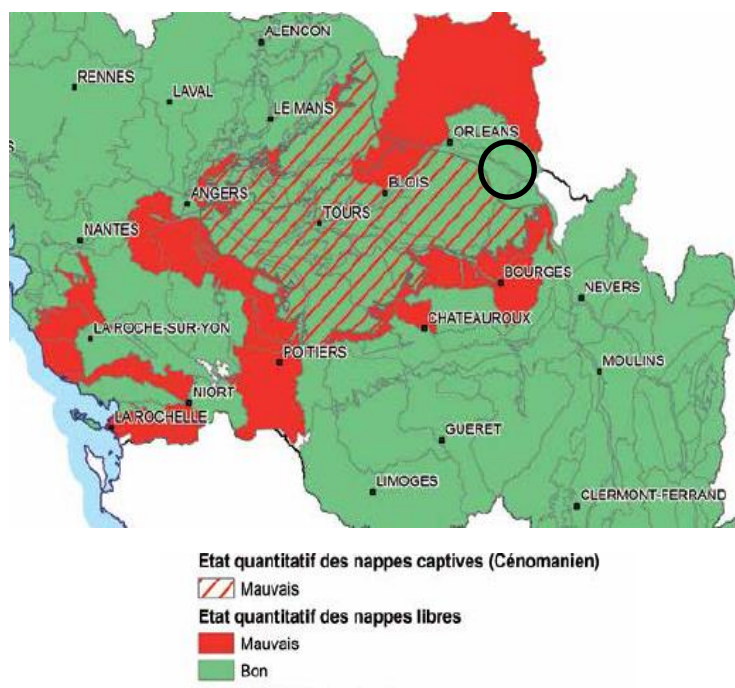 ALENCON
RENNES
LAVAL
LE MANS
ORLEANS
BLOIS
ANGERS
TOURS
NANTES
BOURGES
NEVERS
LA ROCHE-SUR-YON
CHATEAUROUX
POITIERS
MOULINS
NIORT
LA ROCHELLE
GUERET
LIMOGES
CLERMONT-FERRAND
Etat quantitatif des nappes captives (Cénomanien)
Mauvais
Etat quantitatif des nappes libres
Mauvais
Bon